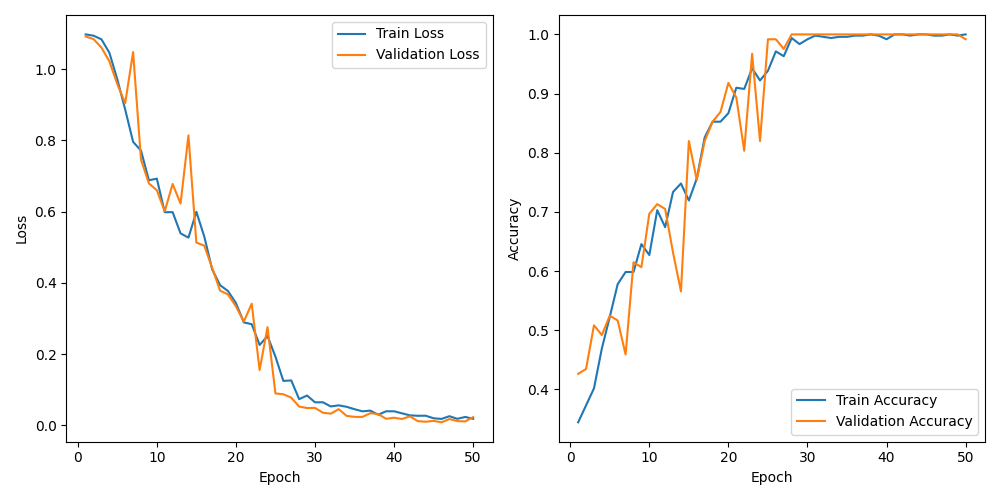 Train Loss
Validation Loss
Loss
1.0
0.8
0.6
0.4
0.2
0.0
0 10 20 30 40 50
Epoch
Accuracy
1.0
0.9
0.8
0.7
0.6
0.5
0.4
Train Accuracy
Validation Accuracy
0 10 20 30 40 50
Epoch